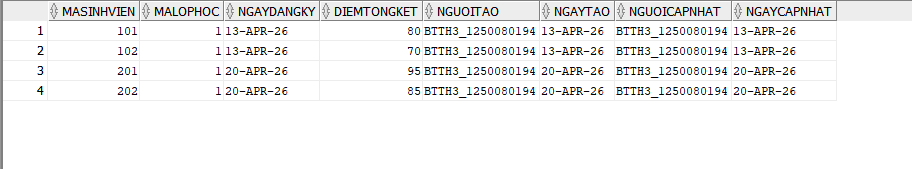 MASINHVIEN MALOPHOC NGAYDANGKY DIEMTONGKET NGUOITAO NGAYTAO NGUOICAPNHAT NGAYCAPNHAT
1 101 1 13-APR-26 80 BTTH3_1250080194 13-APR-26 BTTH3_1250080194 13-APR-26
2 102 1 13-APR-26 70 BTTH3_1250080194 13-APR-26 BTTH3_1250080194 13-APR-26
3 201 1 20-APR-26 95 BTTH3_1250080194 20-APR-26 BTTH3_1250080194 20-APR-26
4 202 1 20-APR-26 85 BTTH3_1250080194 20-APR-26 BTTH3_1250080194 20-APR-26